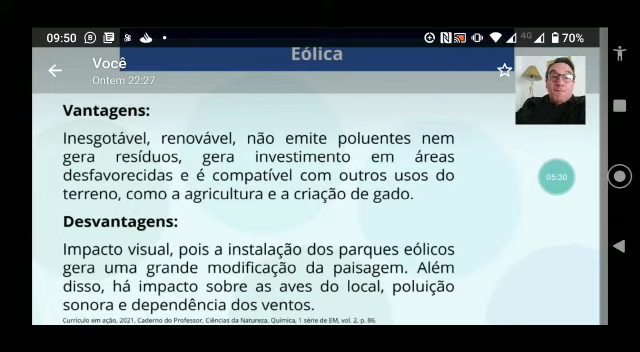 09:50
4G
70%
Eólica
Você
Ontem 22:27
Vantagens:
Inesgotável, renovável, não emite poluentes nem
gera resíduos, gera investimento em áreas
desfavorecidas e é compatível com outros usos do
terreno, como a agricultura e a criação de gado.
05:30
Desvantagens:
Impacto visual, pois a instalação dos parques eólicos
gera uma grande modificação da paisagem. Além
disso, há impacto sobre as aves do local, poluição
sonora e dependência dos ventos.
Currículo em ação, 2021, Caderno do Professor, Ciências da Natureza, Química, 1 série de EM, vol. 2, p. 86.